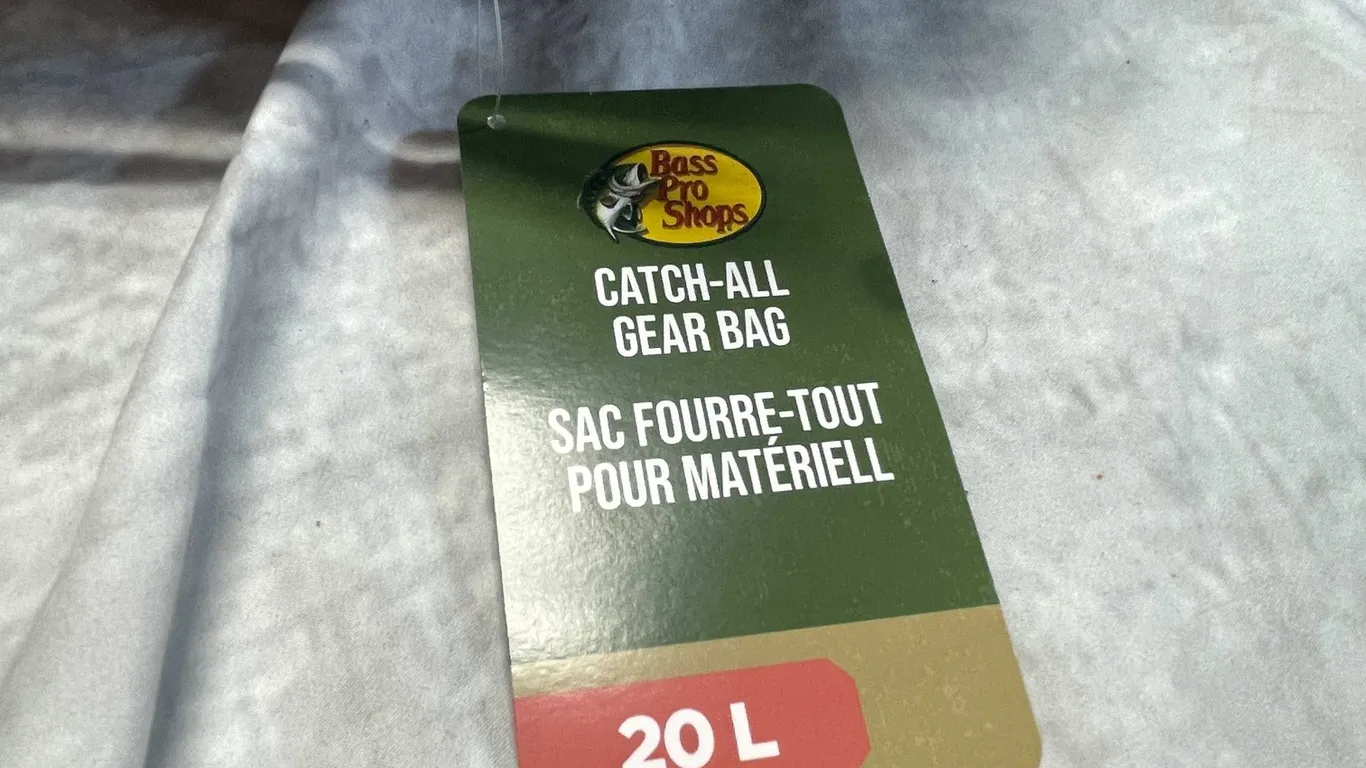 Bass
Pro
Shops
CATCH-ALL
GEAR BAG
SAC FOURRE-TOUT
POUR MATÉRIELL
20 L